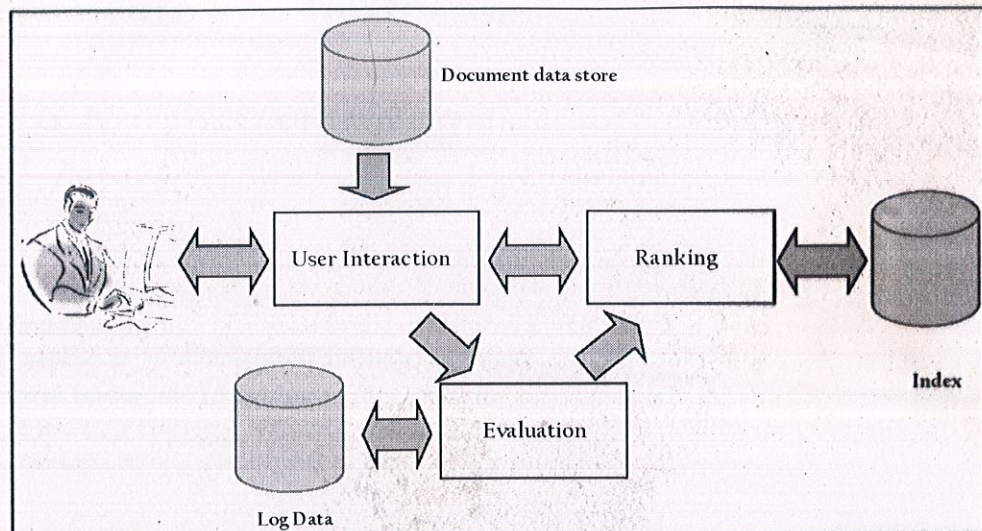 Document data store
User Interaction
Ranking
Index
Evaluation
Log Data